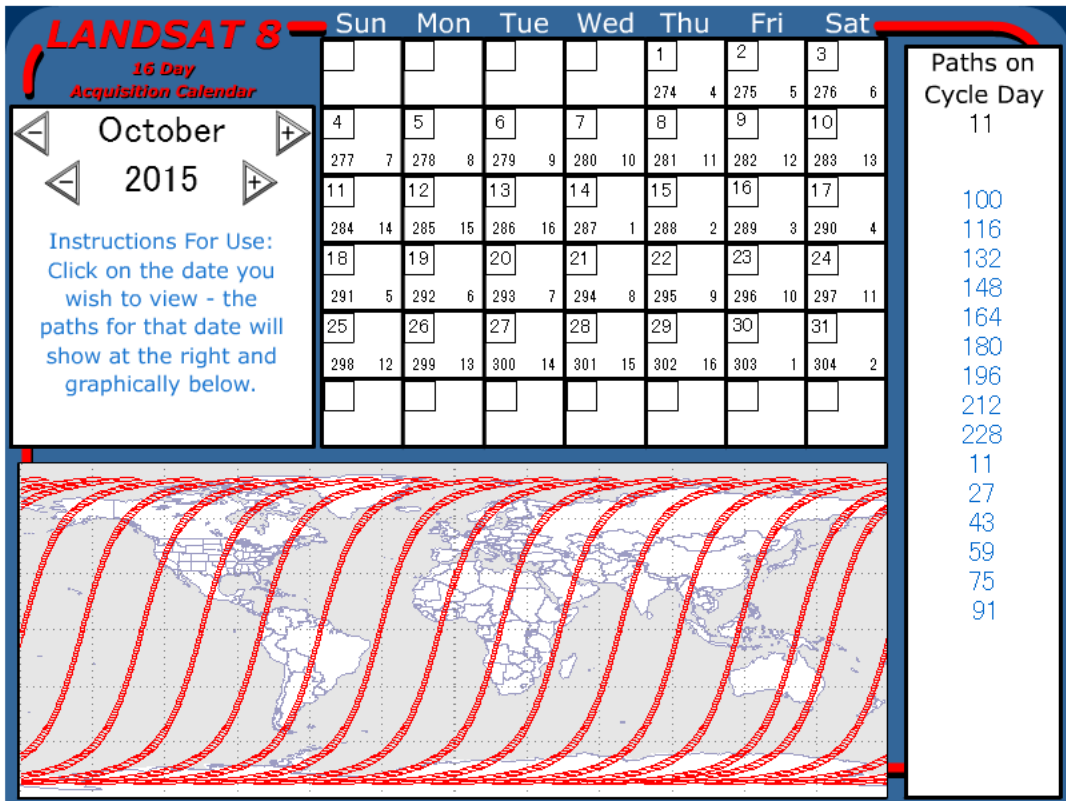 LANDSAT 8
16 Day
Acquisition Calendar
October
2015
Instructions For Use:
Click on the date you
wish to view - the
paths for that date will
show at the right and
graphically below.
Sun Mon Tue Wed Thu Fri Sat
1 2 3
274 4 275 5 276 6
4 5 6 7 8 9 10
277 7 278 8 279 9 280 10 281 11 282 12 283 13
11 12 13 14 15 16 17
284 14 285 15 286 16 287 1 288 2 289 3 290 4
18 19 20 21 22 23 24
291 5 292 6 293 7 294 8 295 9 296 10 297 11
25 26 27 28 29 30 31
298 12 299 13 300 14 301 15 302 16 303 1 304 2
Paths on
Cycle Day
11
100
116
132
148
164
180
196
212
228
11
27
43
59
75
91